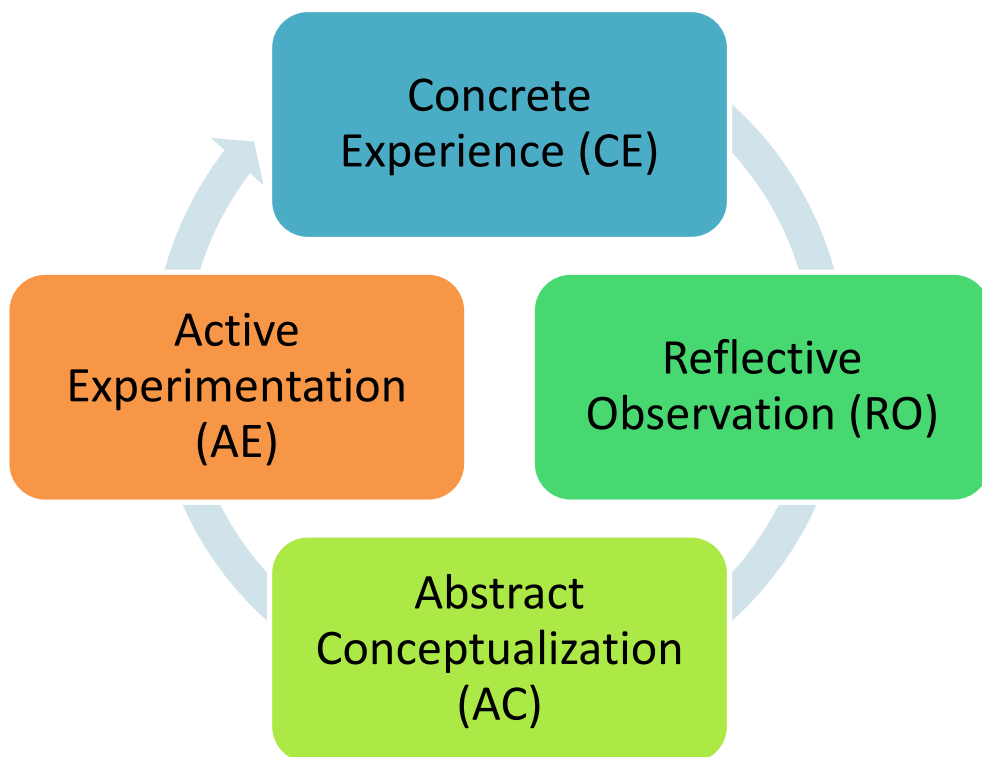 Concrete
Experience (CE)
Reflective
Observation (RO)
Abstract
Conceptualization
(AC)
Active
Experimentation
(AE)